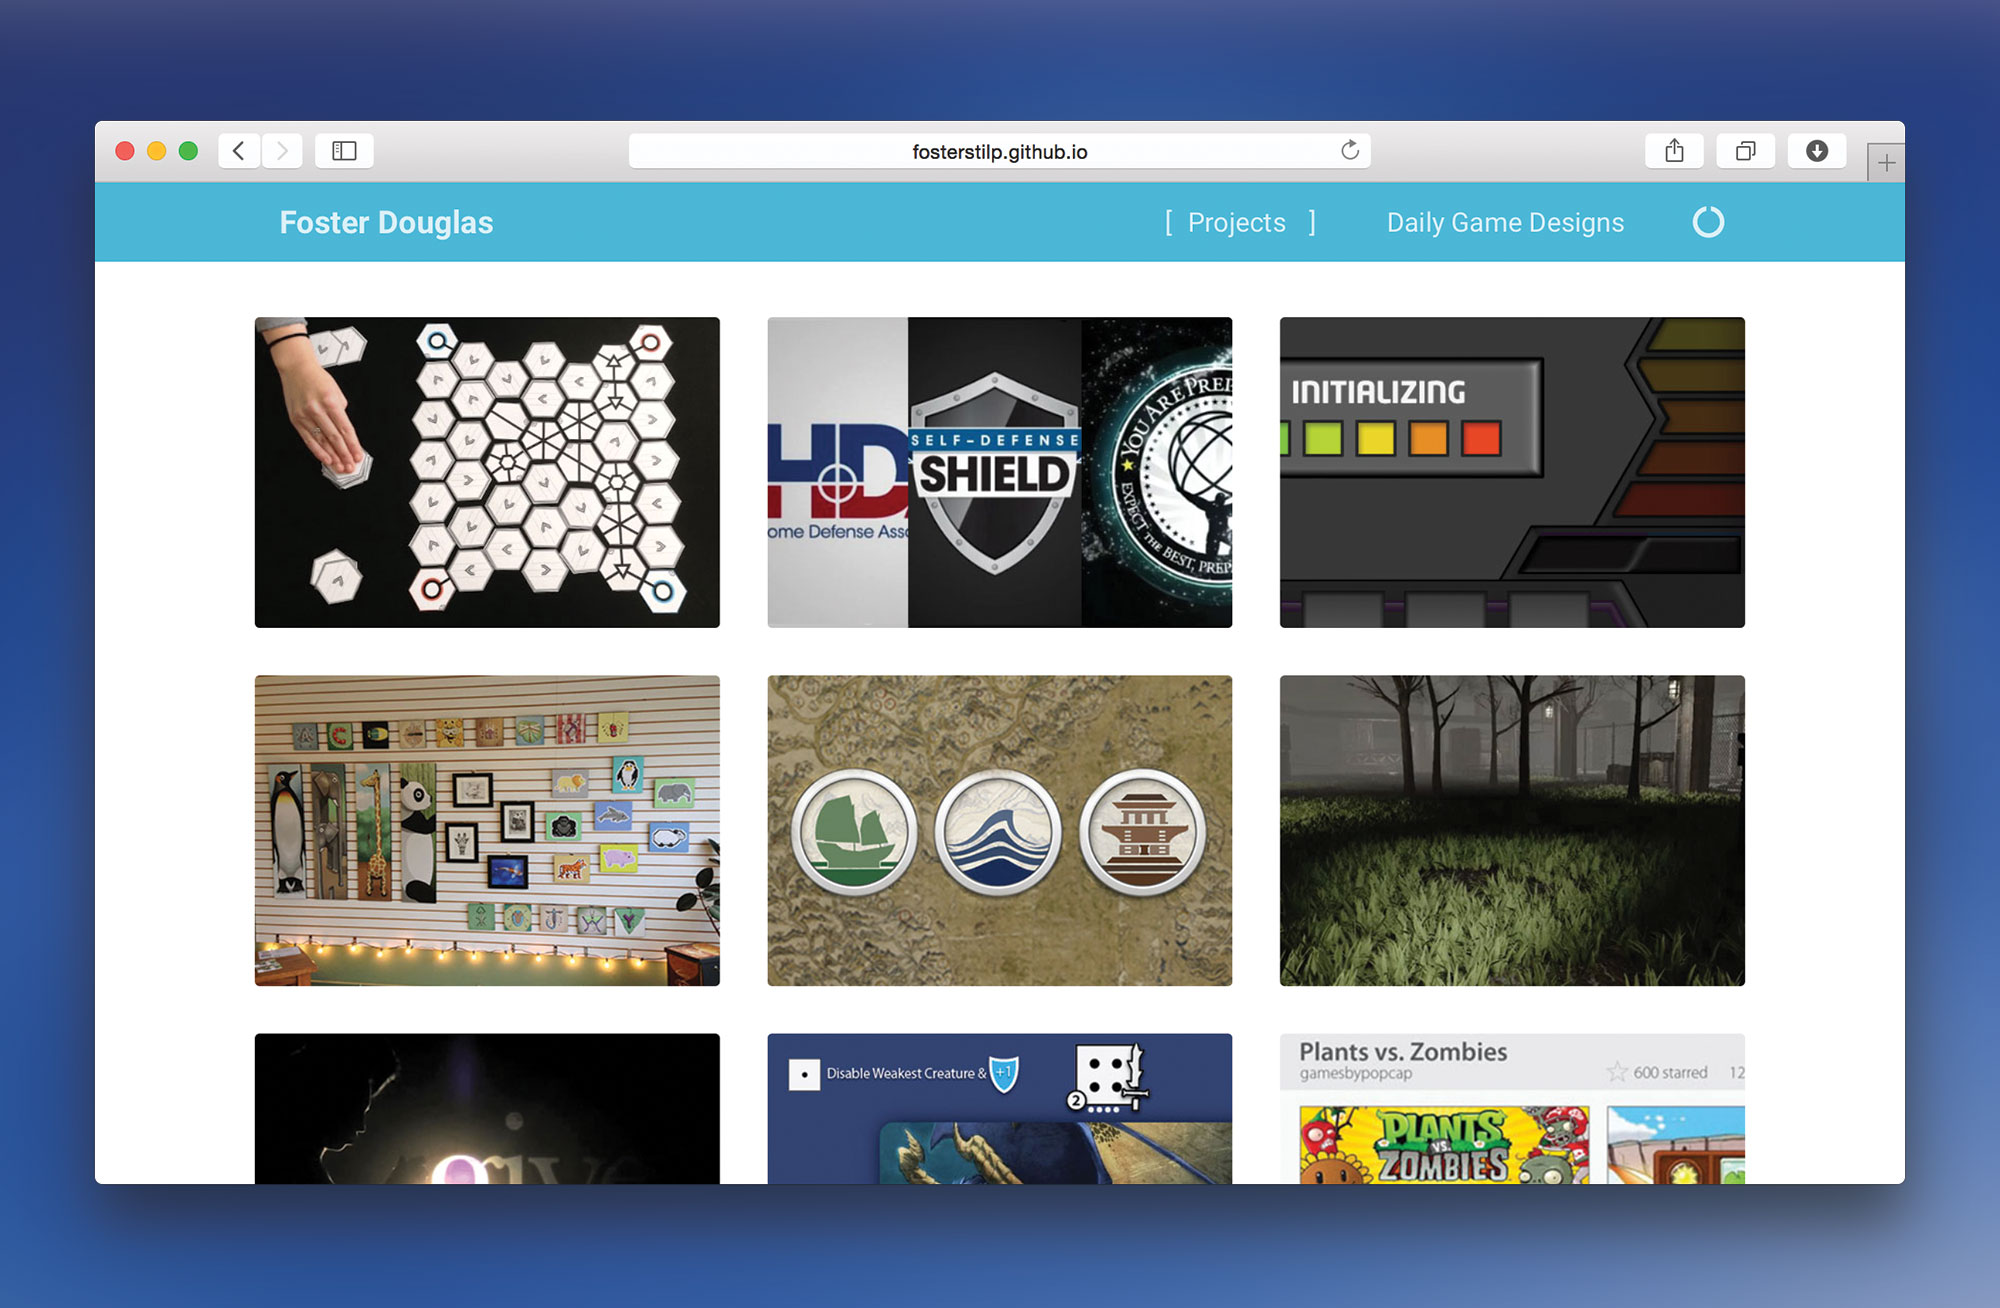 fosterstilp.github.io
Foster Douglas
[ Projects ]
Daily Game Designs
HD
ome Defense Asso
SELF-DEFENSE
SHIELD
YOU ARE PREP
EXPECT THE BEST, PREP
INITIALIZING
Disable Weakest Creature & +1
2
Plants vs. Zombies
gamesbypopcap
600 starred
12
PLANTS
VS.
ZOMBIES